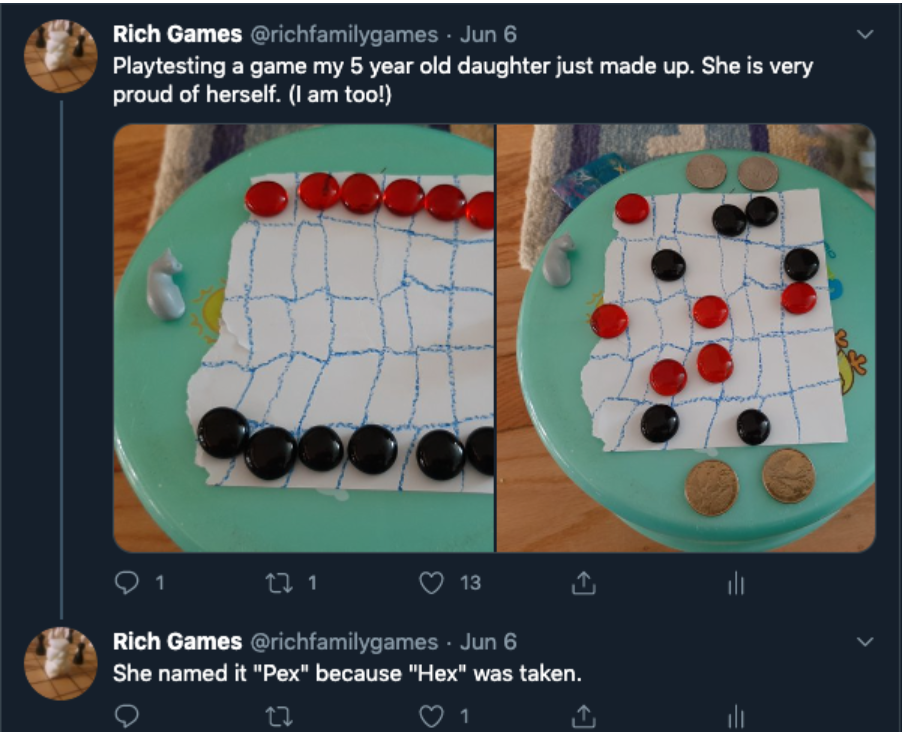 Rich Games @richfamilygames · Jun 6
Playtesting a game my 5 year old daughter just made up. She is very
proud of herself. (I am too!)
1 1 13
Rich Games @richfamilygames · Jun 6
She named it "Pex" because "Hex" was taken.
1